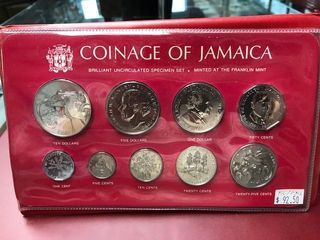 COINAGE OF JAMAICA
BRILLIANT UNCIRCULATED SPECIMEN SET • MINTED AT THE FRANKLIN MINT
TEN DOLLARS
FIVE DOLLARS
ONE DOLLAR
FIFTY CENTS
ONE CENT
FIVE CENTS
TEN CENTS
TWENTY CENTS
TWENTY-FIVE CENTS
$ 92.50